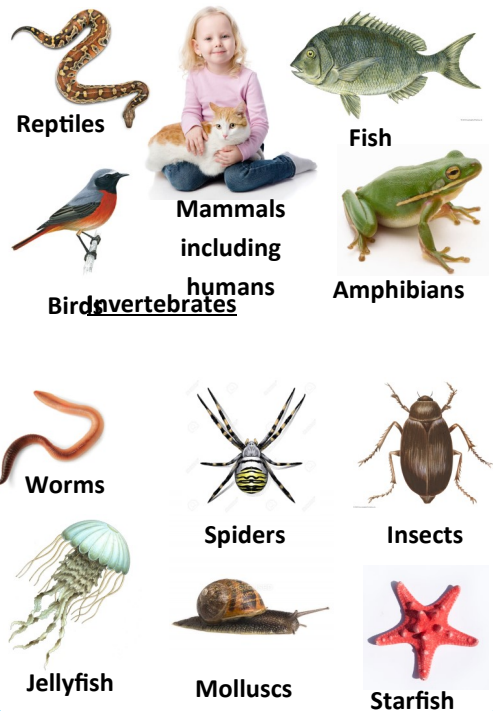 Reptiles
Fish
Mammals
including
humans
Amphibians
Birds
Invertebrates
Worms
Spiders
Insects
Jellyfish
Molluscs
Starfish